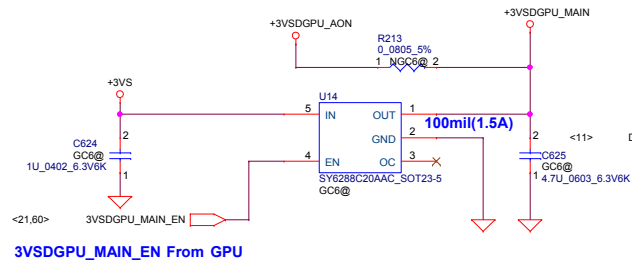 +3VSDGPU_AON
+3VSDGPU_MAIN
R213
0_0805_5%
1 2
NGC6@
+3VS
U14
5 IN OUT 1
100mil(1.5A)
GND 2
4 EN OC 3
SY6288C20AAC_SOT23-5
GC6@
2
C624
GC6@
1U_0402_6.3V6K
1
<11>
D
2
C625
GC6@
1
4.7U_0603_6.3V6K
<21,60>
3VSDGPU_MAIN_EN
3VSDGPU_MAIN_EN From GPU